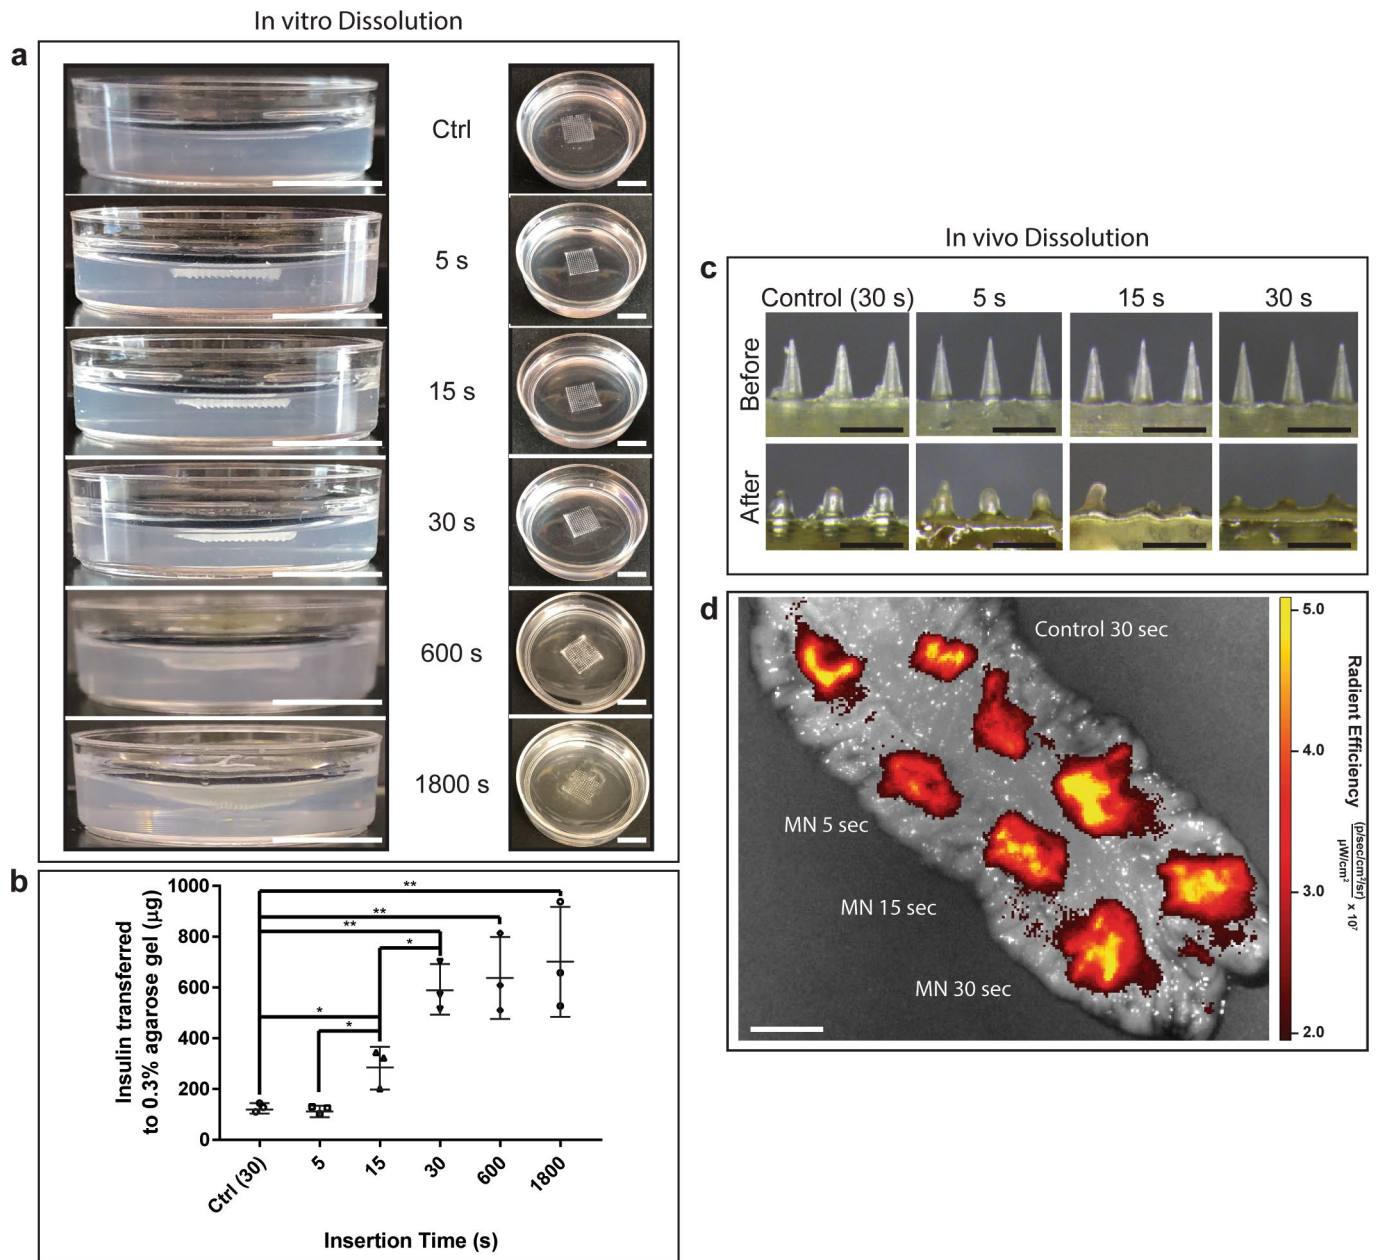 In vitro Dissolution
a
Ctrl
5 s
15 s
30 s
600 s
1800 s
b
Insulin transferred
to 0.3% agarose gel (µg)
1000
800
600
400
200
0
**
**
**
*
*
*
Ctrl (30)
5
15
30
600
1800
Insertion Time (s)
In vivo Dissolution
c
Control (30 s)
5 s
15 s
30 s
Before
After
d
Control 30 sec
MN 5 sec
MN 15 sec
MN 30 sec
5.0
4.0
3.0
2.0
Radient Efficiency
(p/sec/cm²/sr)
µW/cm²
x 10⁷